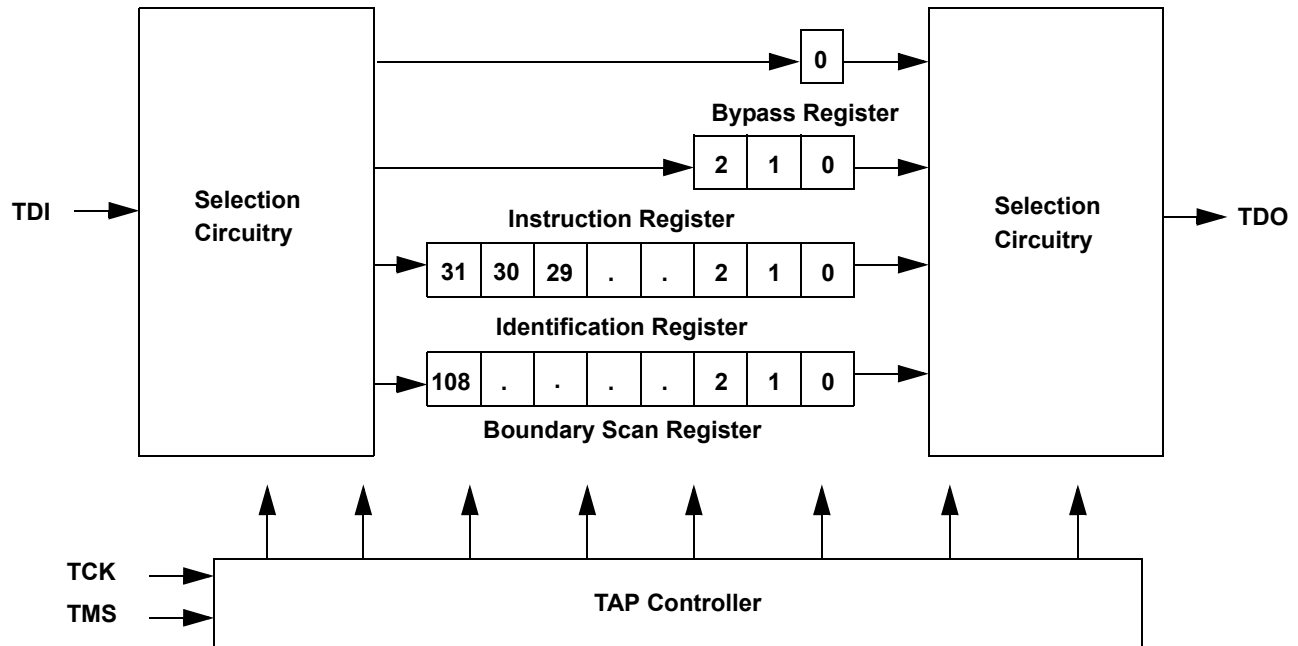 0
Bypass Register
2 1 0
TDI
Selection
Circuitry
Selection
Circuitry
TDO
Instruction Register
31 30 29 . . 2 1 0
Identification Register
108 . . . . 2 1 0
Boundary Scan Register
TCK
TMS
TAP Controller